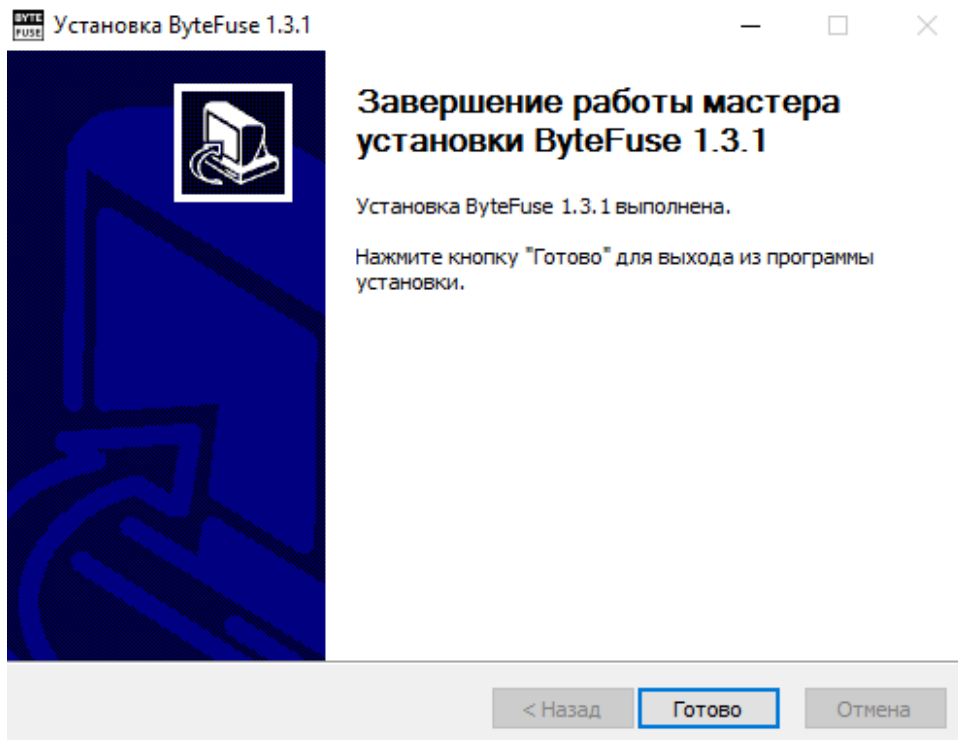 BYTE
FUSE
Установка ByteFuse 1.3.1
Завершение работы мастера
установки ByteFuse 1.3.1
Установка ByteFuse 1.3.1 выполнена.
Нажмите кнопку "Готово" для выхода из программы
установки.
< Назад
Готово
Отмена